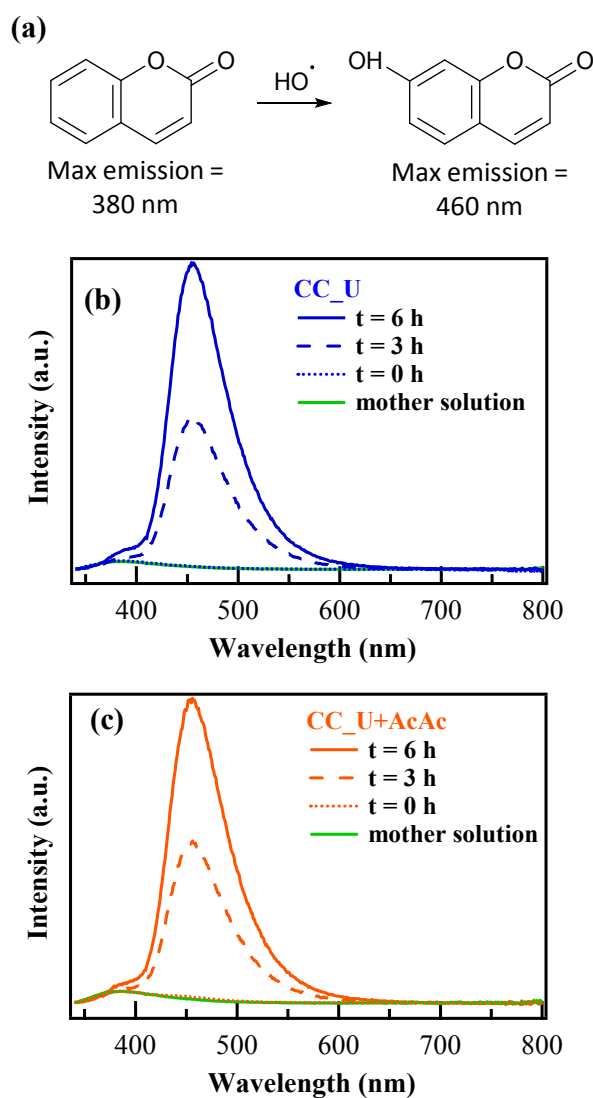 (a)
O
O
HO·
OH
O
O
Max emission =
380 nm
Max emission =
460 nm
(b)
CC_U
t = 6 h
t = 3 h
t = 0 h
mother solution
Intensity (a.u.)
400
500
600
700
800
Wavelength (nm)
(c)
CC_U+AcAc
t = 6 h
t = 3 h
t = 0 h
mother solution
Intensity (a.u.)
400
500
600
700
800
Wavelength (nm)